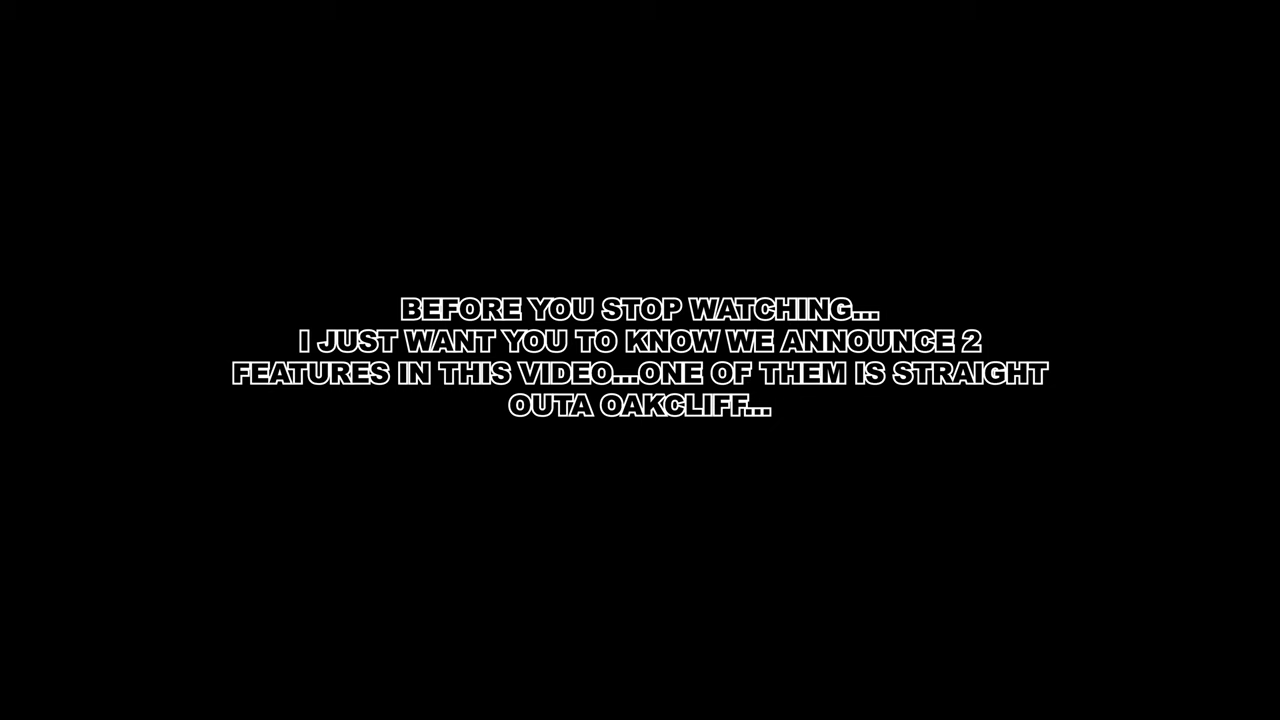 BEFORE YOU STOP WATCHING...
I JUST WANT YOU TO KNOW WE ANNOUNCE 2
FEATURES IN THIS VIDEO...ONE OF THEM IS STRAIGHT
OUTA OAKCLIFF...